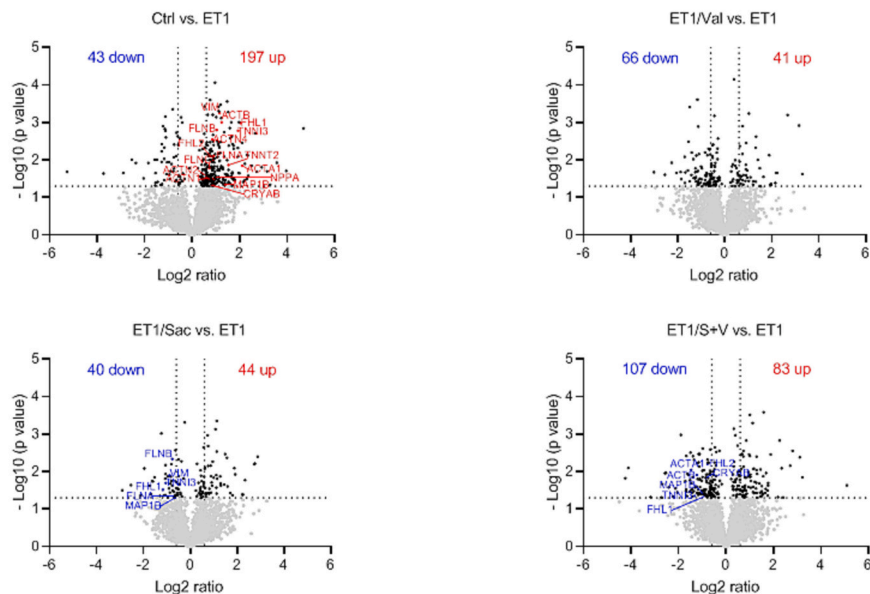 Ctrl vs. ET1
43 down
197 up
5
4
3
2
1
0
- Log10 (p value)
VIM
ACTB
FHL1
FLNB
TNNI3
ACTN4
FHL2
TNNT2
ACTA1
NPPA
MAP1B
CRYAB
-6 -4 -2 0 2 4 6
Log2 ratio
ET1/Val vs. ET1
66 down
41 up
5
4
3
2
1
0
- Log10 (p value)
-6 -4 -2 0 2 4 6
Log2 ratio
ET1/Sac vs. ET1
40 down
44 up
5
4
3
2
1
0
- Log10 (p value)
FLNB
VIM
TNNI3
FHL1
FLNA
MAP1B
-6 -4 -2 0 2 4 6
Log2 ratio
ET1/S+V vs. ET1
107 down
83 up
5
4
3
2
1
0
- Log10 (p value)
ACTA1
FHL2
CRYAB
MAP1B
-6 -4 -2 0 2 4 6
Log2 ratio